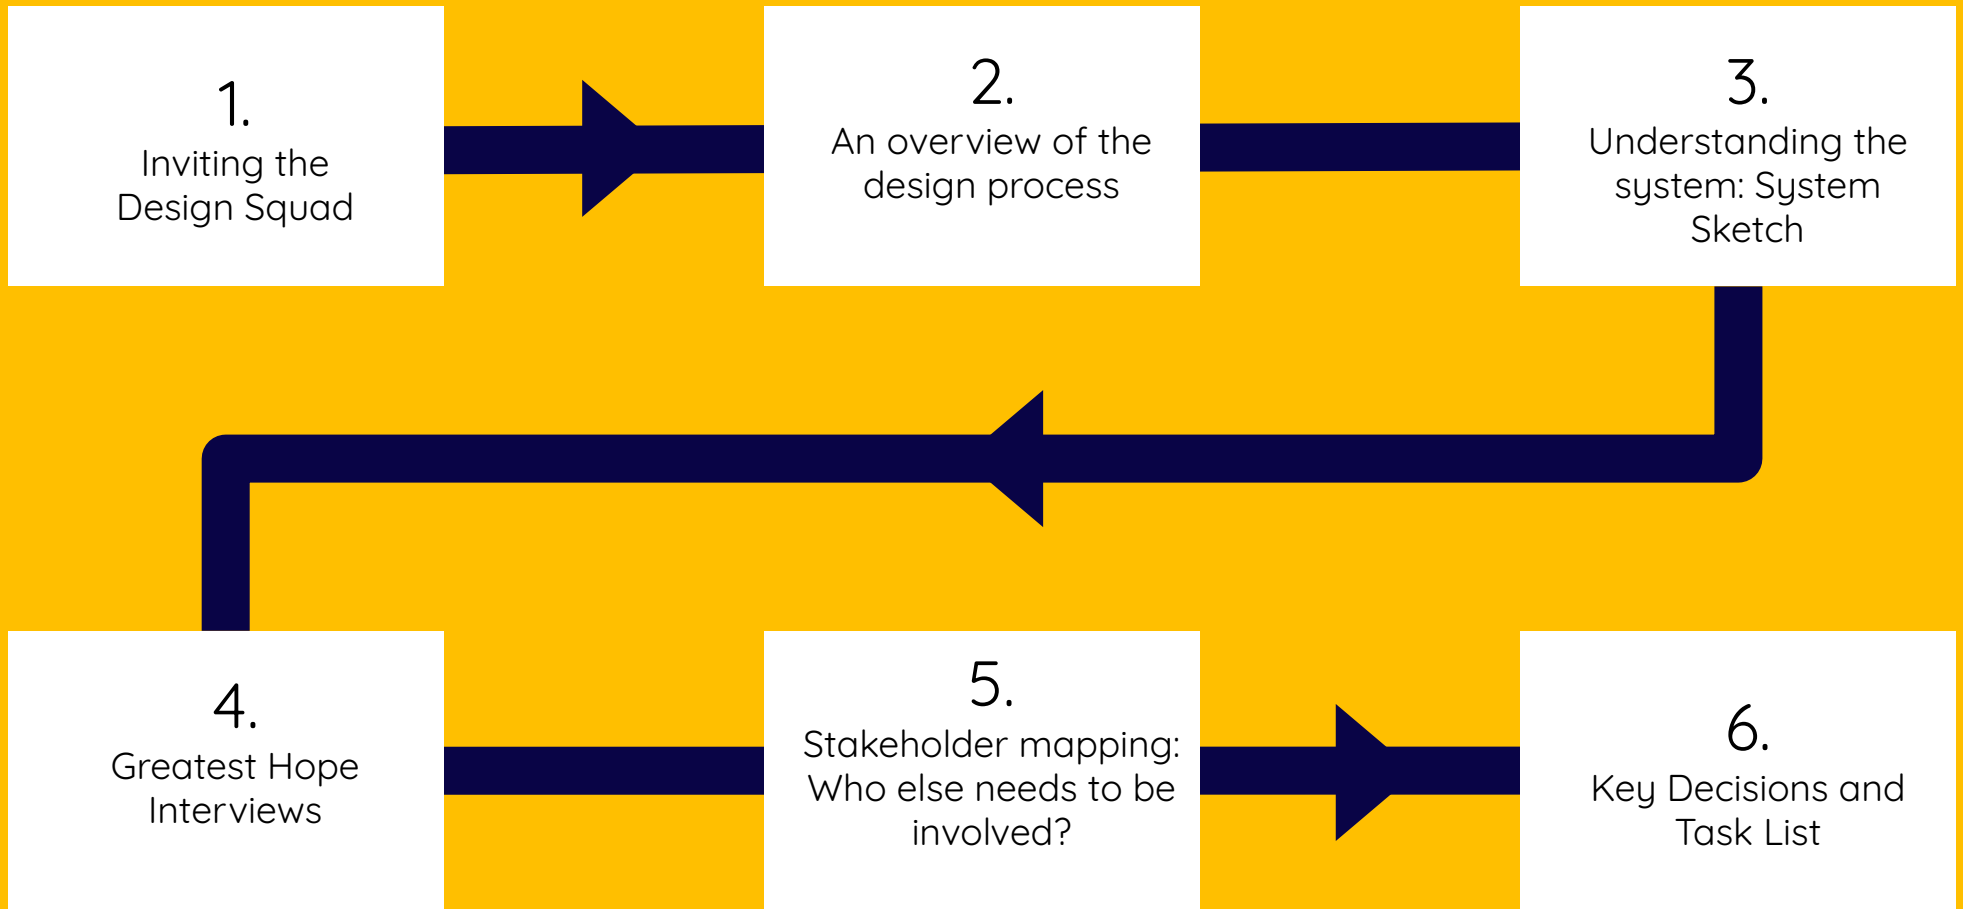 1.
Inviting the
Design Squad
2.
An overview of the
design process
3.
Understanding the
system: System
Sketch
4.
Greatest Hope
Interviews
5.
Stakeholder mapping:
Who else needs to be
involved?
6.
Key Decisions and
Task List